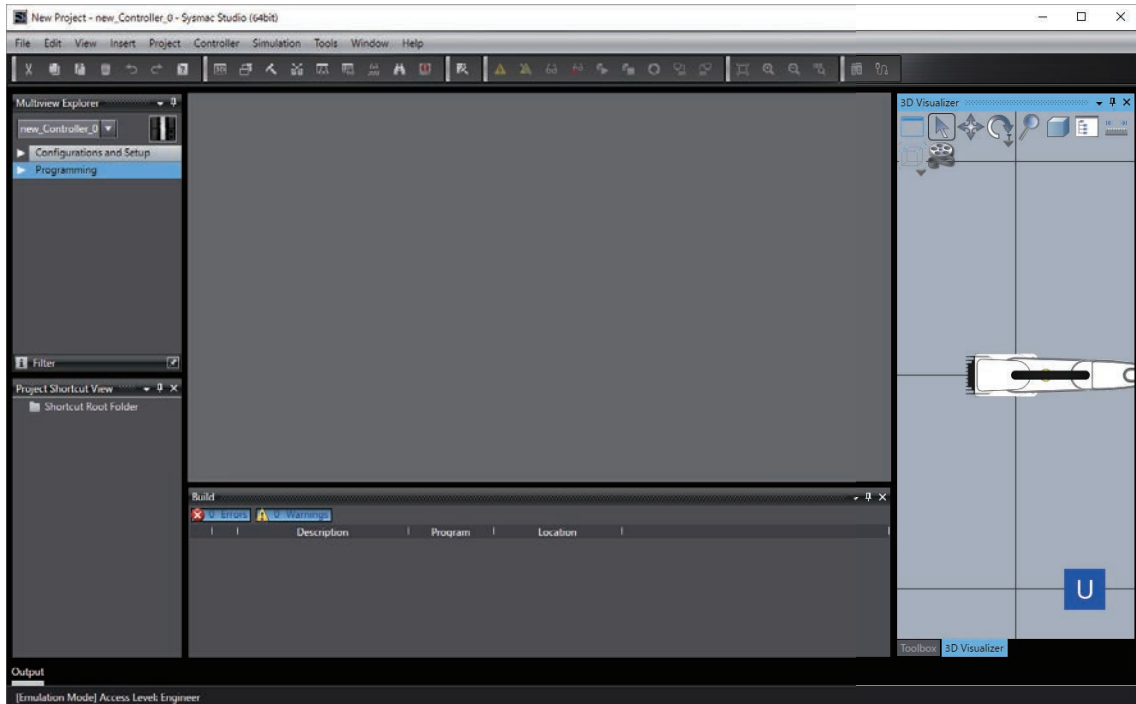 New Project - new_Controller_0 - Sysmac Studio (64bit)
File Edit View Insert Project Controller Simulation Tools Window Help
Multiview Explorer
new_Controller_0
Configurations and Setup
Programming
Filter
Project Shortcut View
Shortcut Root Folder
Build
0 Errors 0 Warnings
Description Program Location
3D Visualizer
U
Toolbox 3D Visualizer
Output
[Emulation Mode] Access Level: Engineer